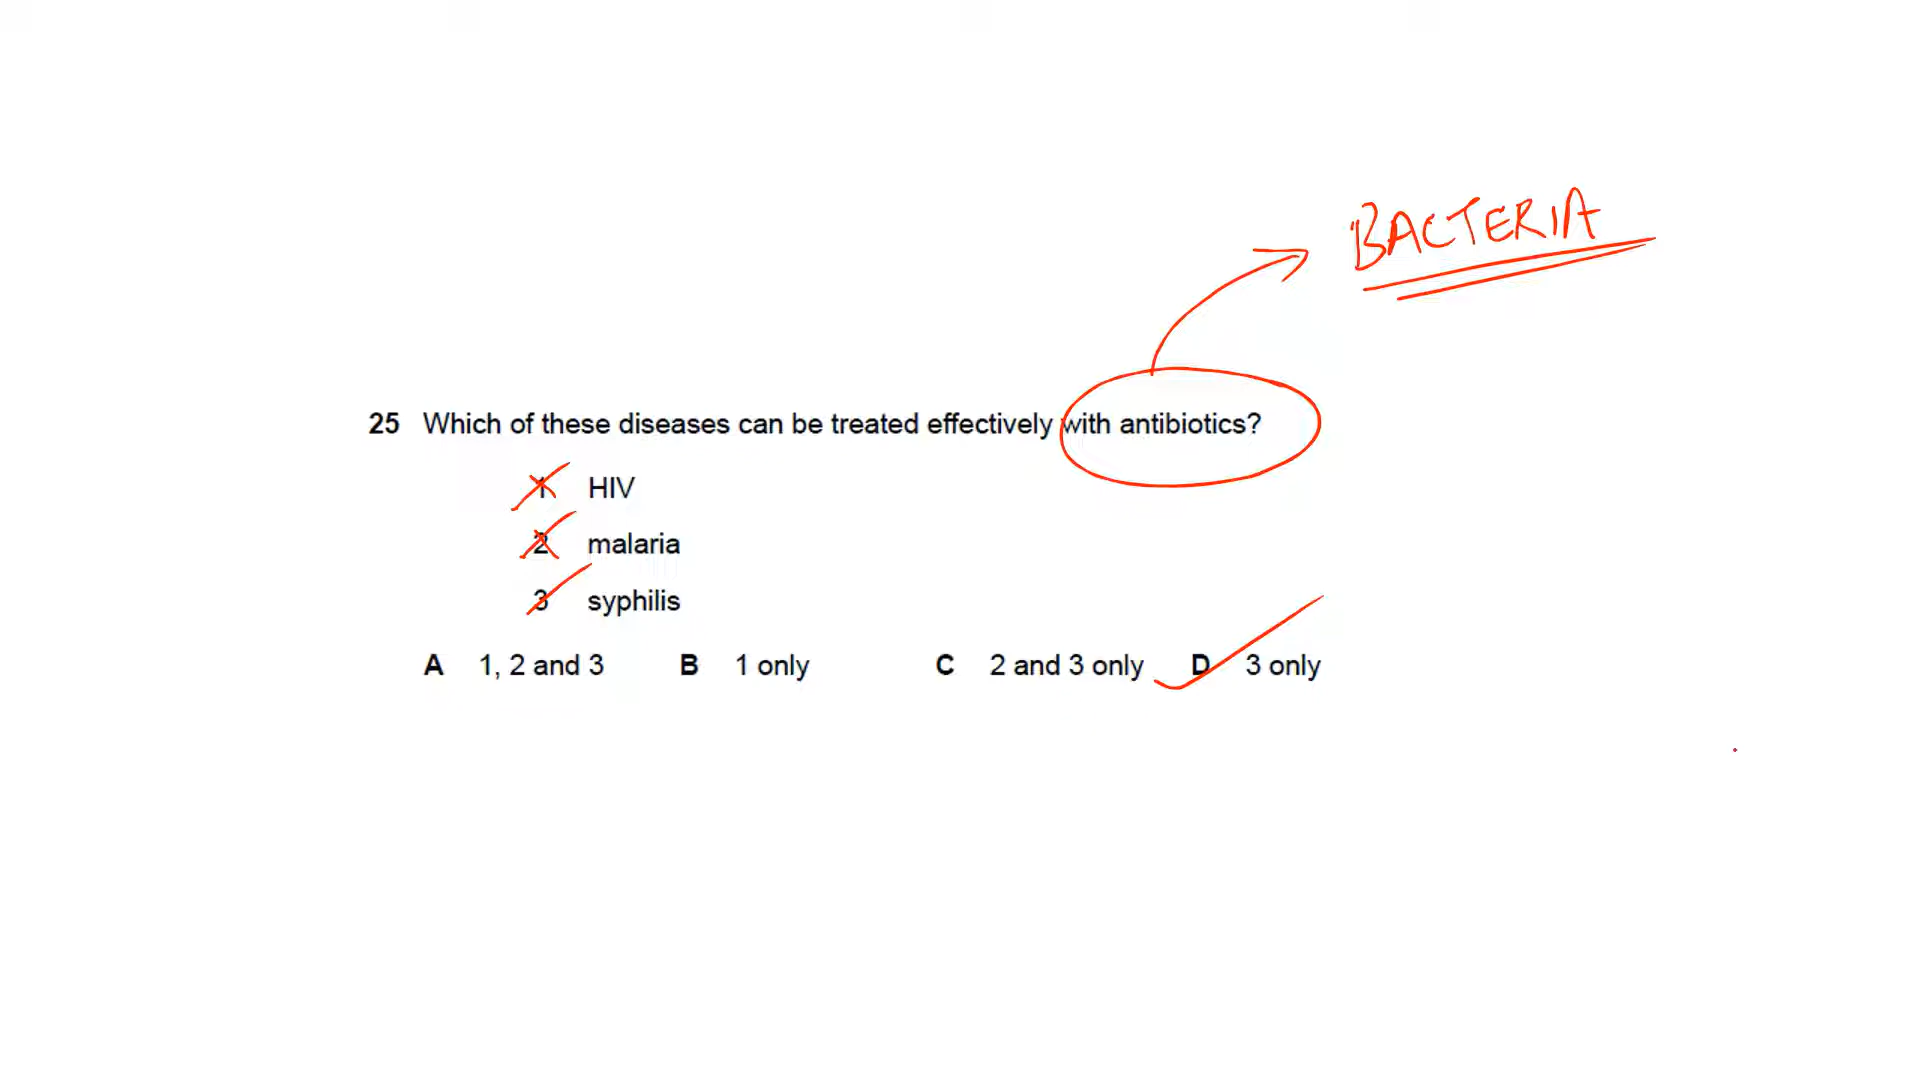 BACTERIA
25 Which of these diseases can be treated effectively with antibiotics?
1 HIV
2 malaria
3 syphilis
A 1, 2 and 3 B 1 only C 2 and 3 only D 3 only